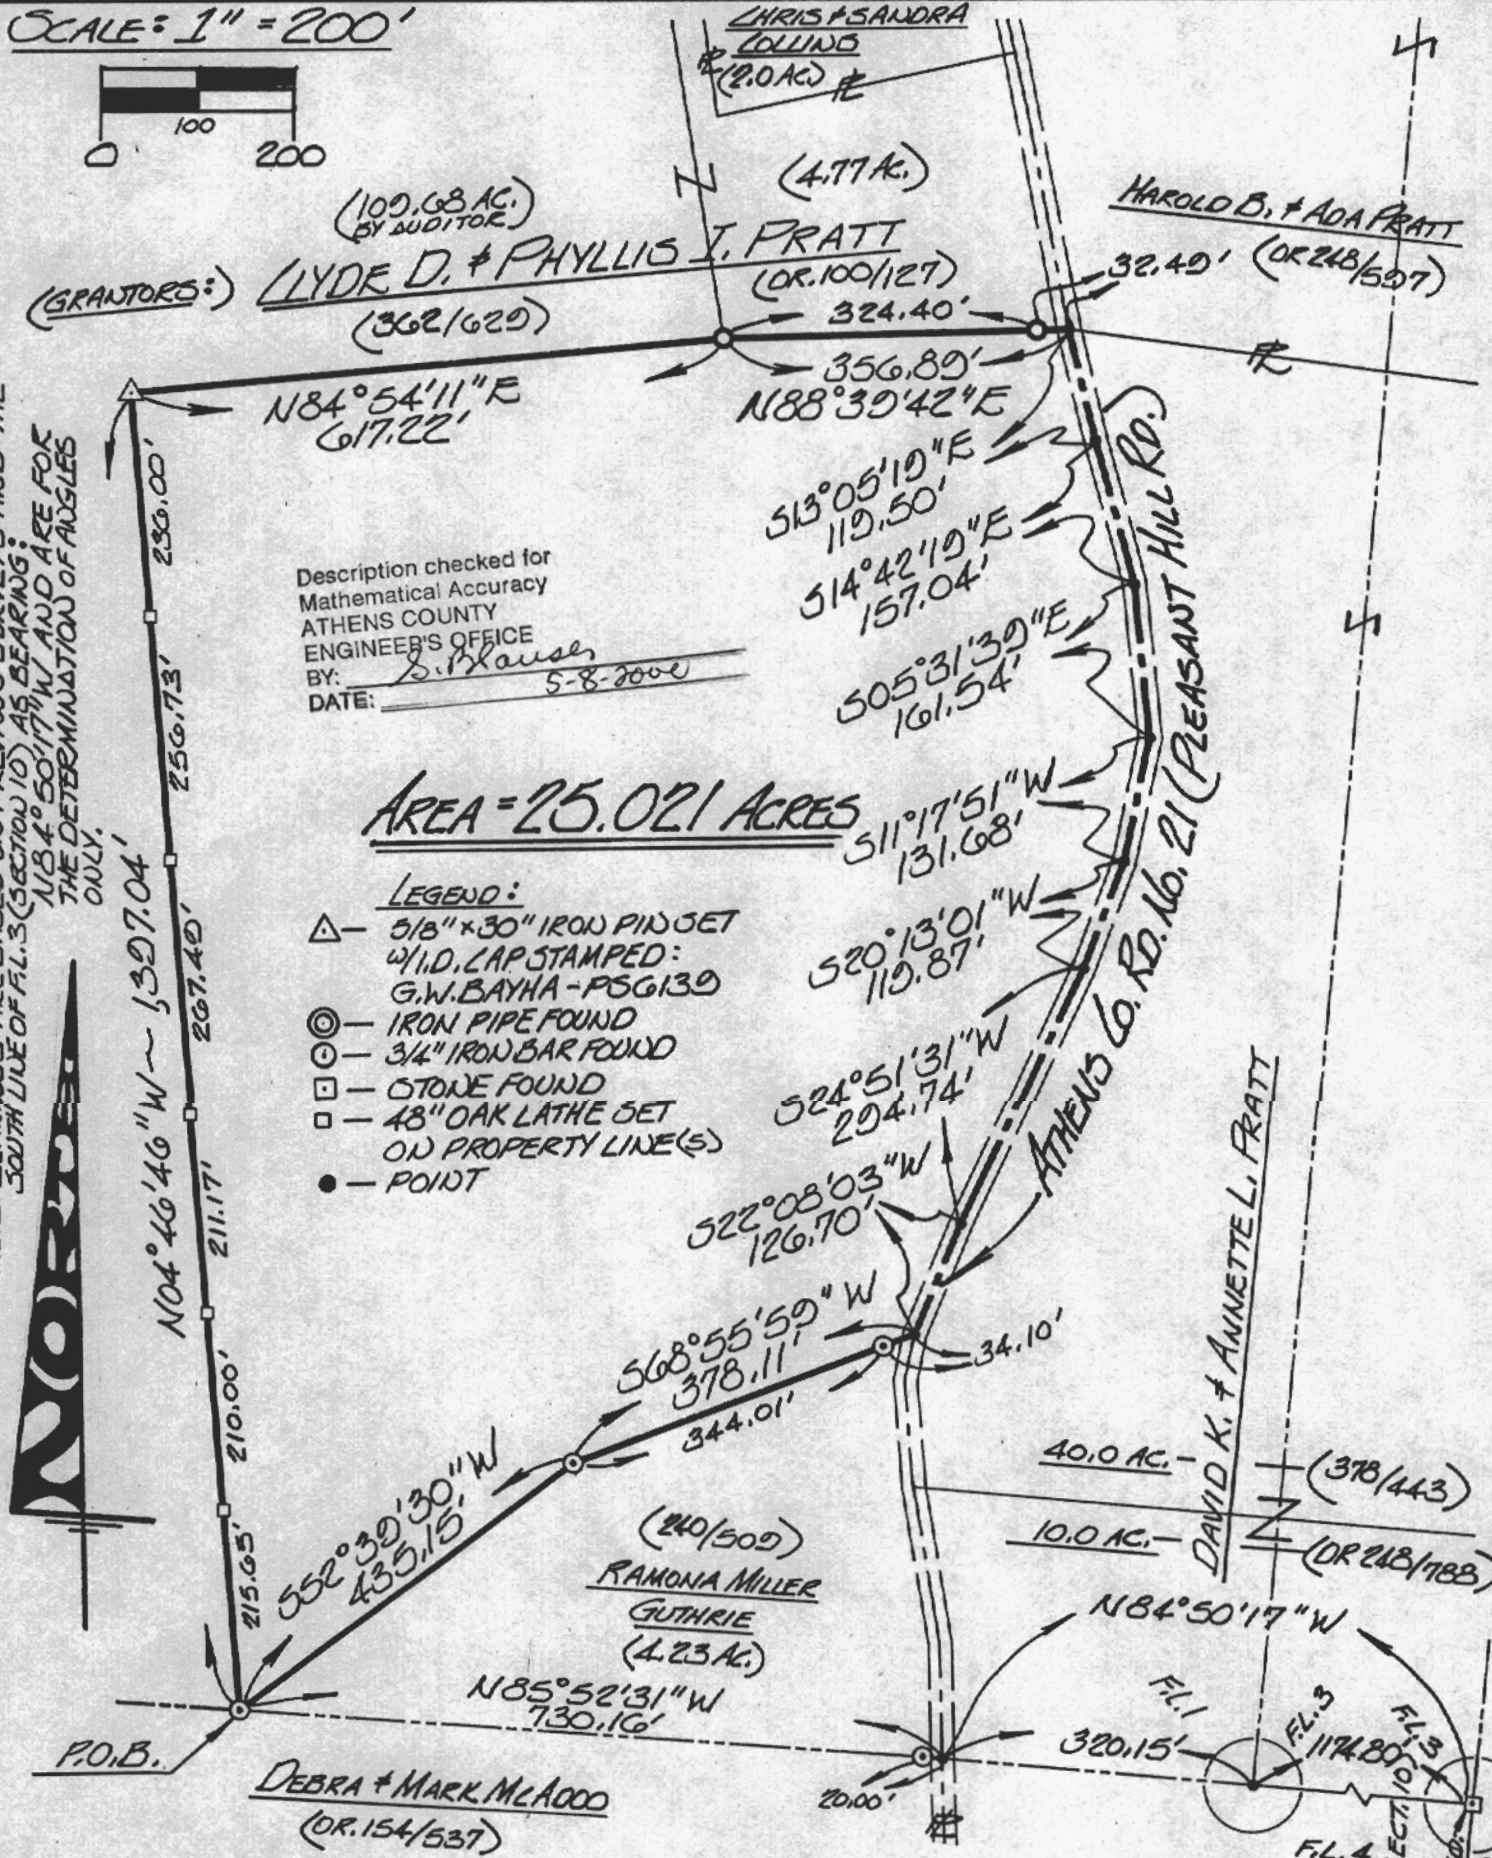 SCALE: 1" = 200'
0 100 200
CHRIS & SANDRA
COLLINS
(2.0 AC.)
PL
PL
(4.77 AC.)
(109.68 AC.)
BY AUDITOR
(GRANTORS:) CLYDE D. & PHYLLIS I. PRATT
(362/629)
(OR.100/127)
HAROLD B. & ADA PRATT
(OR 248/597)
32.49'
324.40'
356.89'
N88°39'42"E
PL
N84°54'11"E
617.22'
S13°05'19"E
119.50'
S14°42'19"E
157.04'
S05°31'39"E
161.54'
S11°17'51"W
131.68'
S20°13'01"W
119.87'
S24°51'31"W
294.74'
S22°08'03"W
126.70'
ATHENS CO. RD. NO. 21 (PLEASANT HILL RD.)
Description checked for
Mathematical Accuracy
ATHENS COUNTY
ENGINEER'S OFFICE
BY: S. Blauser
DATE: 5-8-2000
SOUTH LINE OF F.L.3 (SECTION 10) AS BEARING:
N84°50'17"W AND ARE FOR
THE DETERMINATION OF ANGLES
ONLY.
AREA = 25.021 ACRES
LEGEND:
5/8" x 30" IRON PIN SET
W/I.D. CAP STAMPED:
G.W. BAYHA - PS6139
IRON PIPE FOUND
3/4" IRON BAR FOUND
STONE FOUND
48" OAK LATHE SET
ON PROPERTY LINE(S)
POINT
NORTH
236.00'
256.73'
267.49'
211.17'
210.00'
215.65'
N04°46'46"W ~ 1,397.04'
S68°55'59"W
378.11'
344.01'
34.10'
S52°39'30"W
435.15'
(240/509)
RAMONA MILLER
GUTHRIE
(4.23 AC.)
DAVID K. & ANNETTE L. PRATT
40.0 AC. (378/443)
10.0 AC. (OR 248/788)
N84°50'17"W
N85°52'31"W
730.16'
P.O.B.
DEBRA & MARK MCADOO
(OR.154/537)
20.00'
320.15'
F.L.1
F.L.3
1174.80'
F.L.3
F.L.4